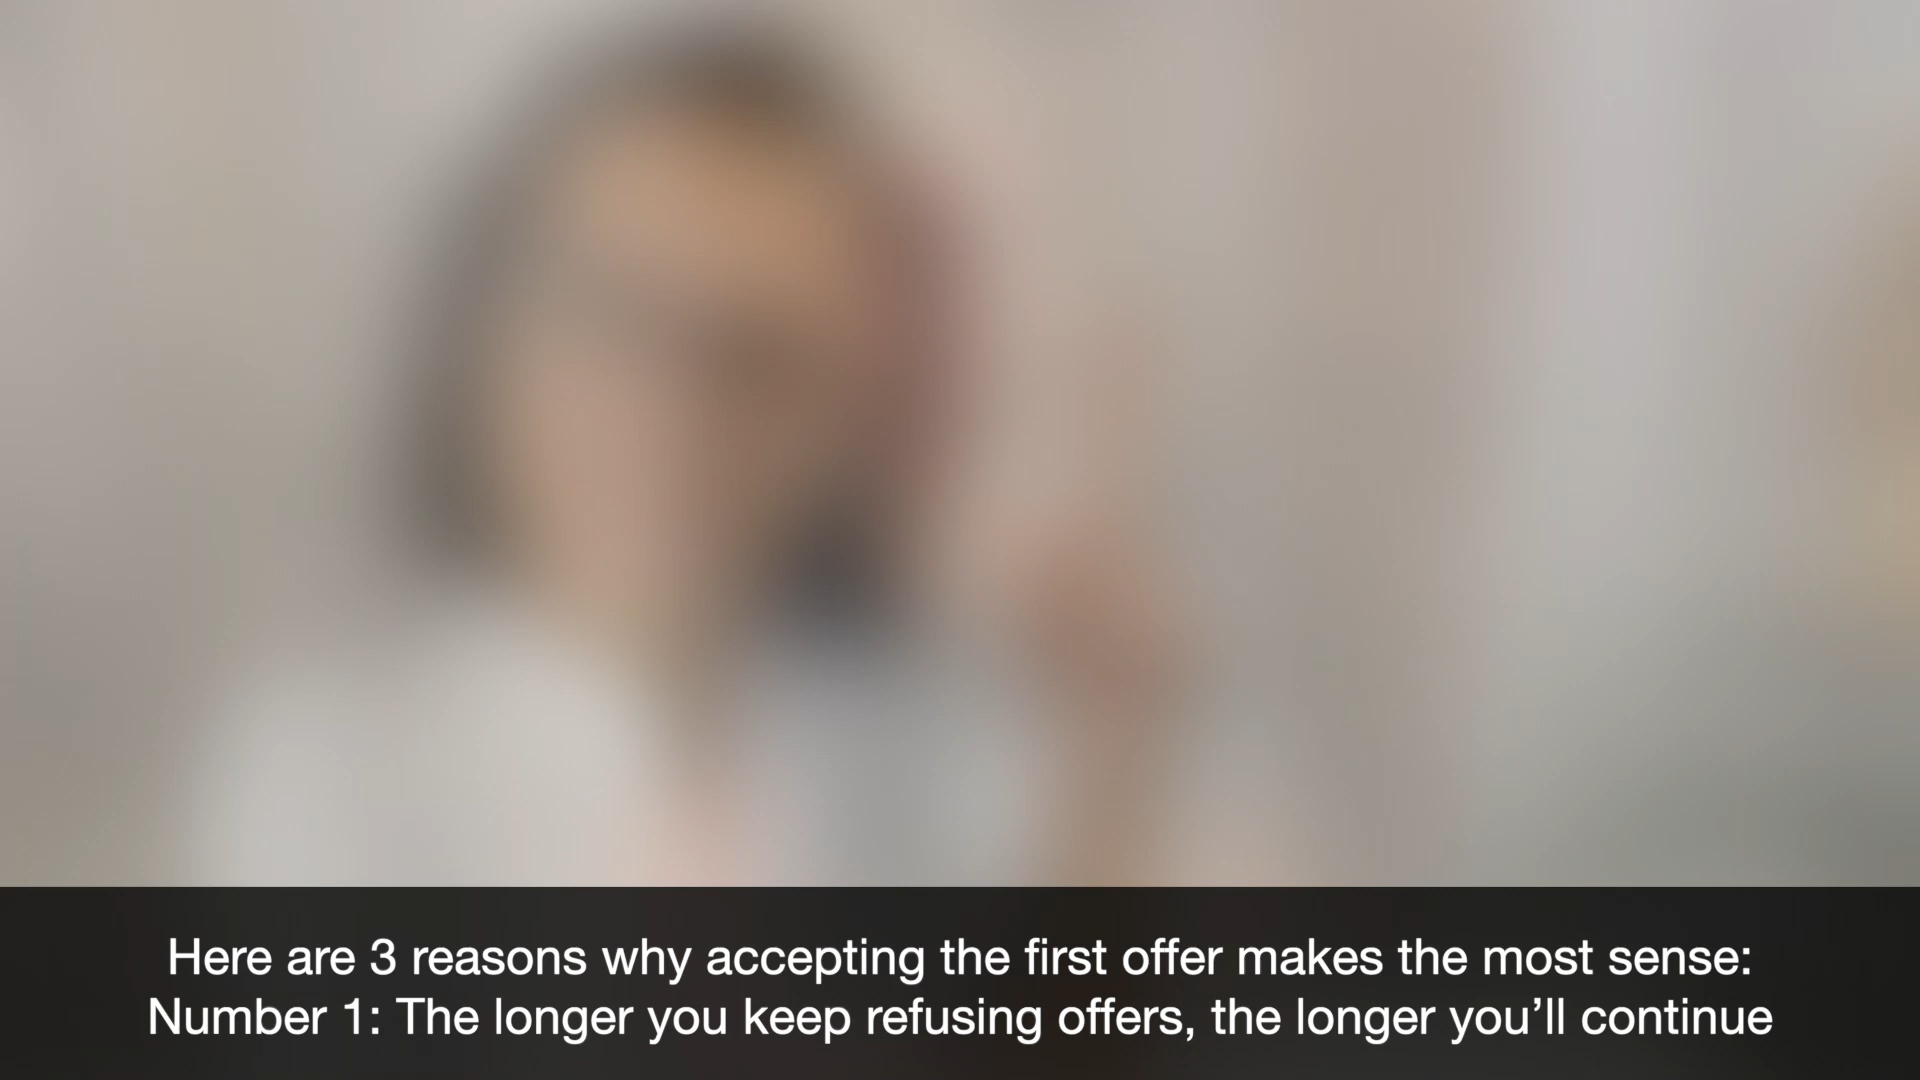 Here are 3 reasons why accepting the first offer makes the most sense:
Number 1: The longer you keep refusing offers, the longer you’ll continue